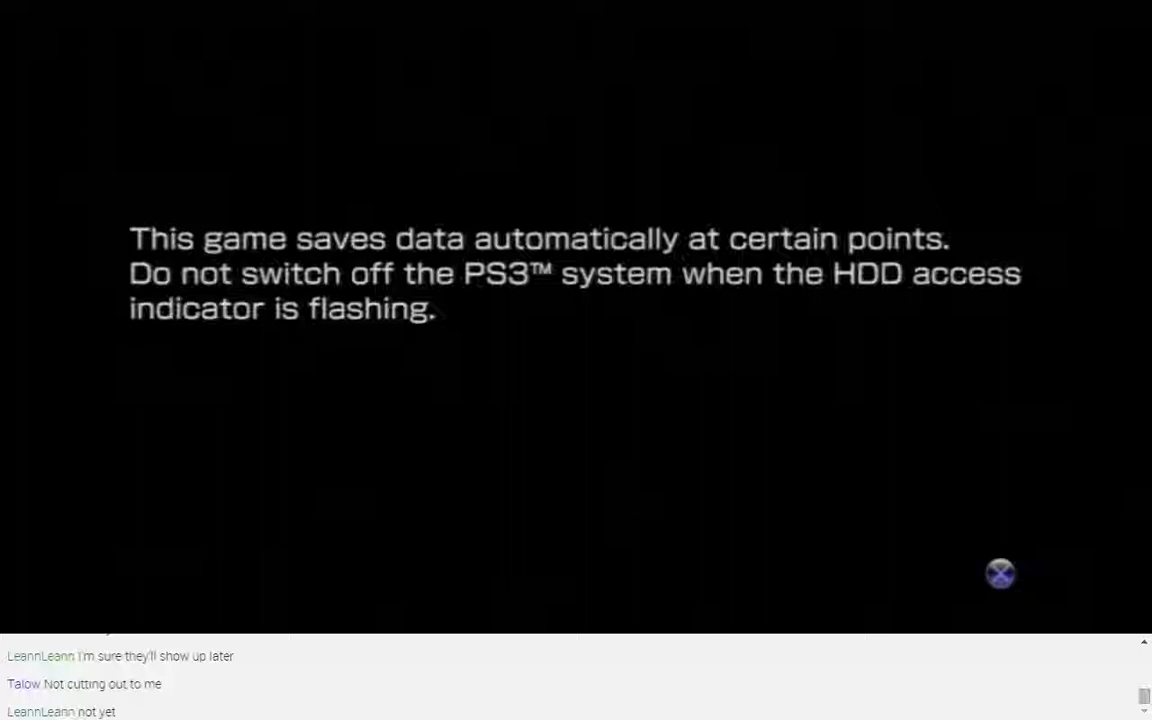 This game saves data automatically at certain points.
Do not switch off the PS3™ system when the HDD access
indicator is flashing.
LeannLeann I'm sure they'll show up later
Talow Not cutting out to me
LeannLeann not yet